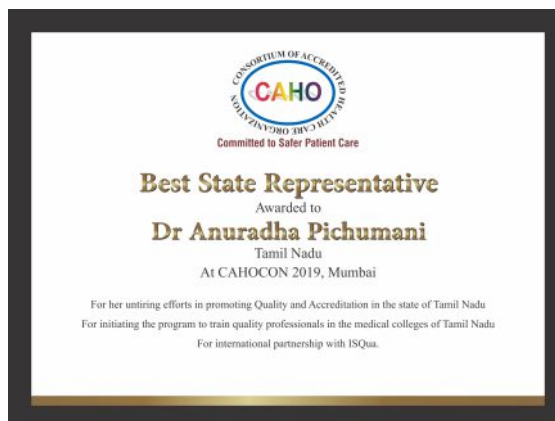 CONSORTIUM OF ACCREDITED HEALTH CARE ORGANIZATION
CAHO
Committed to Safer Patient Care
Best State Representative
Awarded to
Dr Anuradha Pichumani
Tamil Nadu
At CAHOCON 2019, Mumbai
For her untiring efforts in promoting Quality and Accreditation in the state of Tamil Nadu
For initiating the program to train quality professionals in the medical colleges of Tamil Nadu
For international partnership with ISQua.